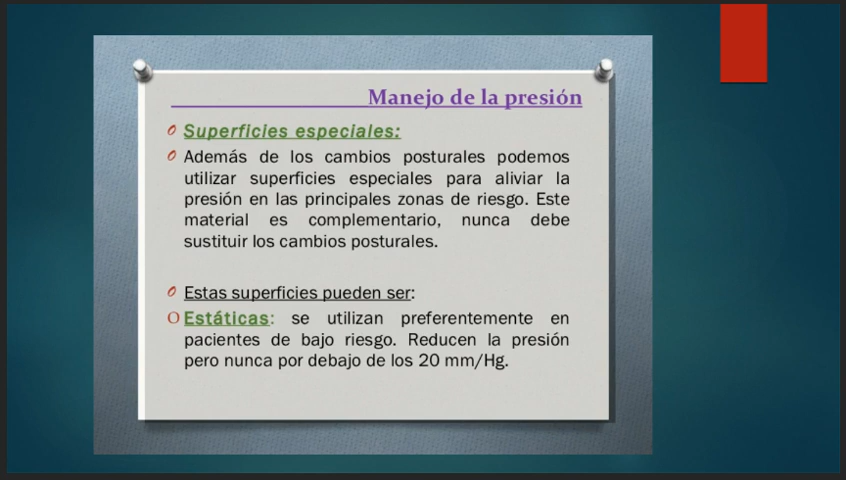 Manejo de la presión
Superficies especiales:
Además de los cambios posturales podemos
utilizar superficies especiales para aliviar la
presión en las principales zonas de riesgo. Este
material es complementario, nunca debe
sustituir los cambios posturales.
Estas superficies pueden ser:
Estáticas: se utilizan preferentemente en
pacientes de bajo riesgo. Reducen la presión
pero nunca por debajo de los 20 mm/Hg.